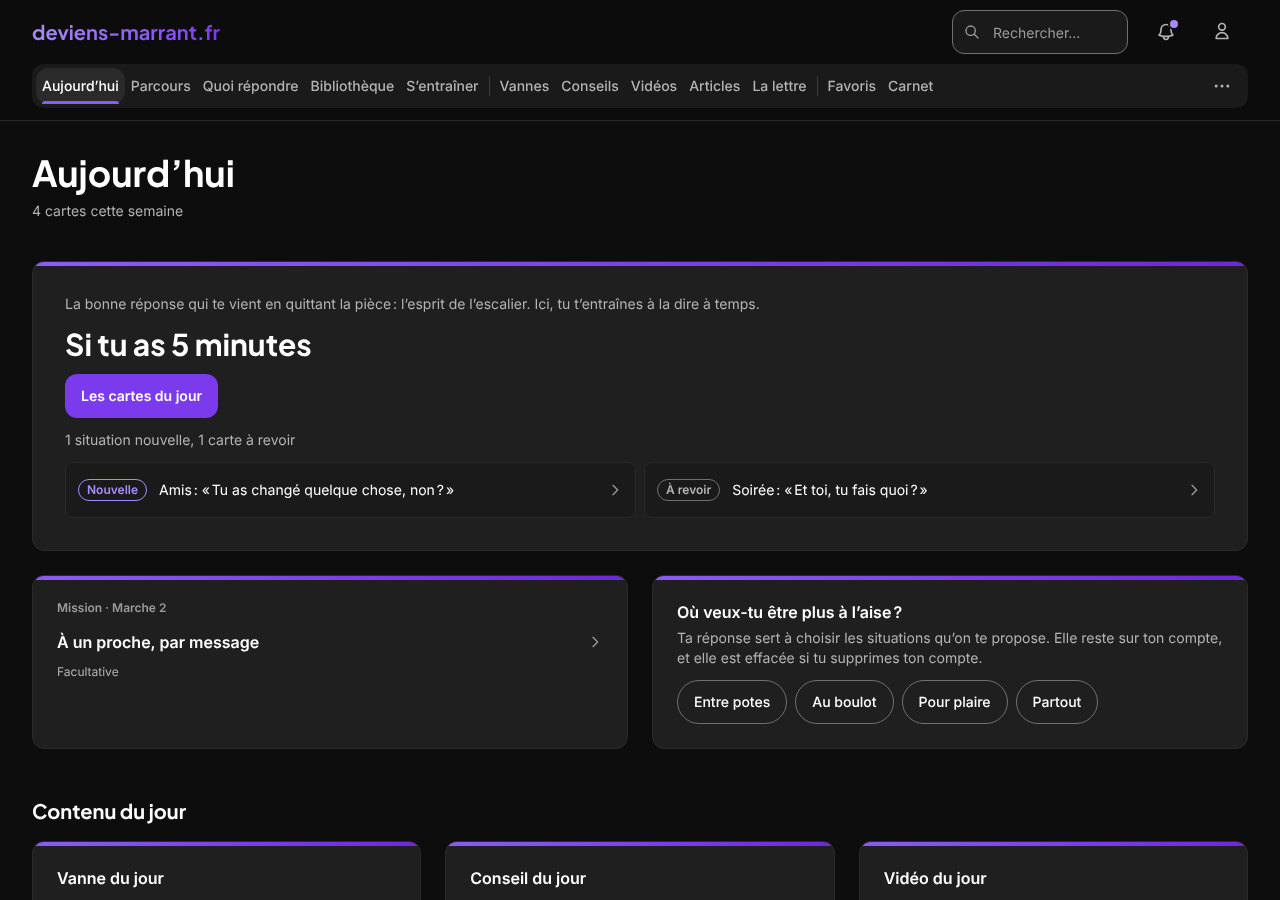 deviens-marrant.fr
Rechercher...
Aujourd’hui Parcours Quoi répondre Bibliothèque S’entraîner Vannes Conseils Vidéos Articles La lettre Favoris Carnet
Aujourd’hui
4 cartes cette semaine
La bonne réponse qui te vient en quittant la pièce : l’esprit de l’escalier. Ici, tu t’entraînes à la dire à temps.
Si tu as 5 minutes
Les cartes du jour
1 situation nouvelle, 1 carte à revoir
Nouvelle Amis : « Tu as changé quelque chose, non ? »
À revoir Soirée : « Et toi, tu fais quoi ? »
Mission · Marche 2
À un proche, par message
Facultative
Où veux-tu être plus à l’aise ?
Ta réponse sert à choisir les situations qu’on te propose. Elle reste sur ton compte,
et elle est effacée si tu supprimes ton compte.
Entre potes Au boulot Pour plaire Partout
Contenu du jour
Vanne du jour
Conseil du jour
Vidéo du jour